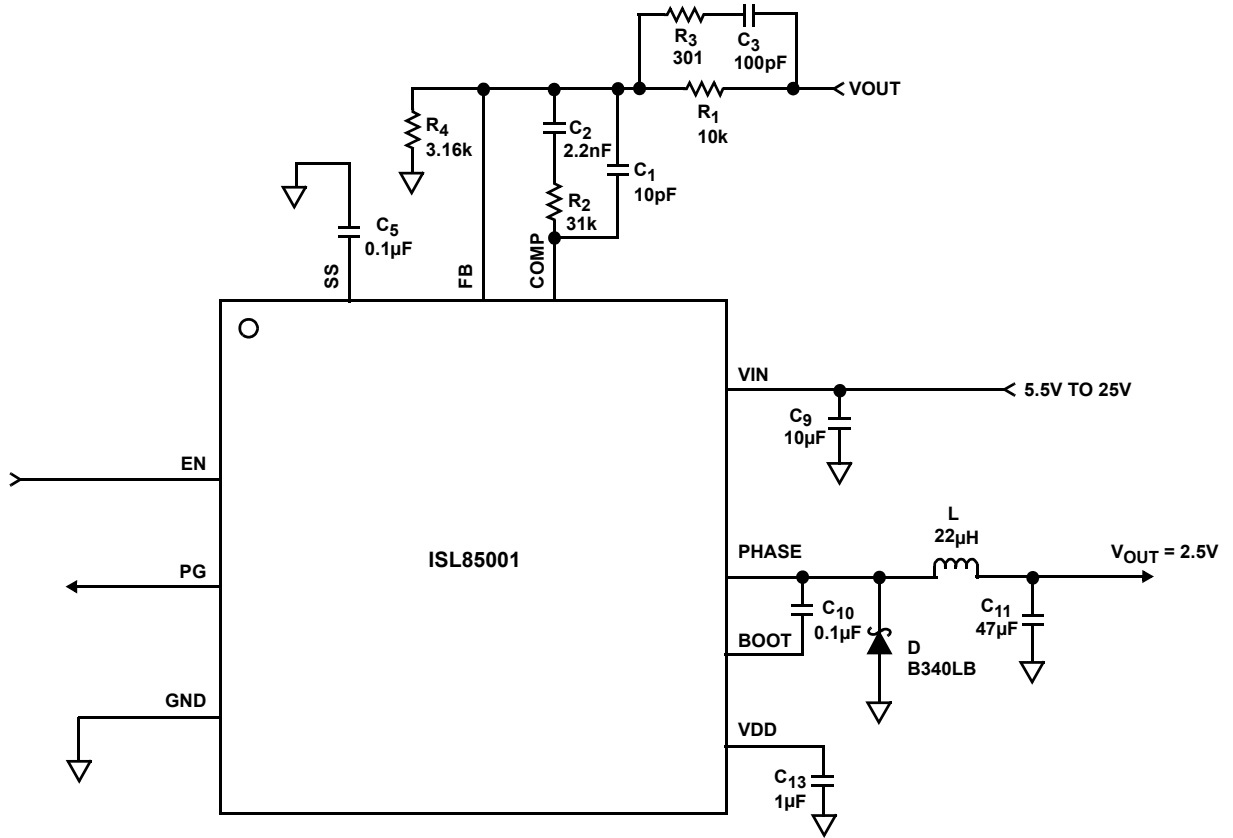 R3
301
C3
100pF
VOUT
R1
10k
R4
3.16k
C2
2.2nF
C1
10pF
R2
31k
C5
0.1µF
SS
FB
COMP
VIN
5.5V TO 25V
C9
10µF
EN
ISL85001
PHASE
L
22µH
VOUT = 2.5V
PG
C10
0.1µF
C11
47µF
BOOT
D
B340LB
GND
VDD
C13
1µF